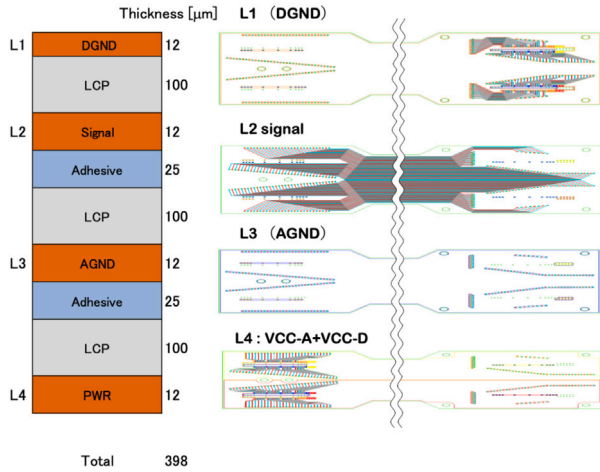 Thickness [μm]
L1 DGND 12
LCP 100
L2 Signal 12
Adhesive 25
LCP 100
L3 AGND 12
Adhesive 25
LCP 100
L4 PWR 12
Total 398
L1 （DGND）
L2 signal
L3 （AGND）
L4 : VCC-A+VCC-D